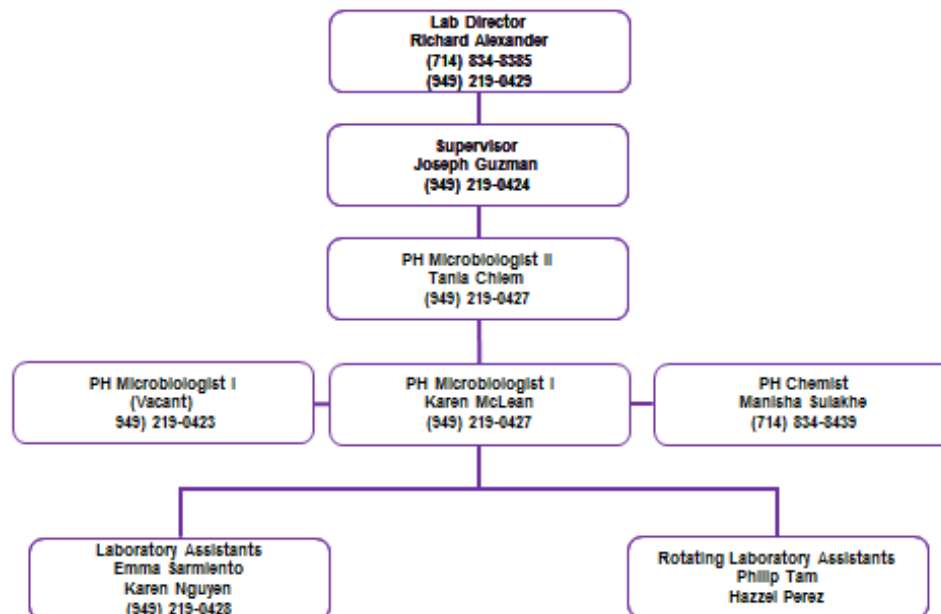 Lab Director
Richard Alexander
(714) 834-8385
(949) 219-0429
Supervisor
Joseph Guzman
(949) 219-0424
PH Microbiologist II
Tania Chiem
(949) 219-0427
PH Microbiologist I
(Vacant)
949) 219-0423
PH Microbiologist I
Karen McLean
(949) 219-0427
PH Chemist
Manisha Sulakhe
(714) 834-8439
Laboratory Assistants
Emma Sarmiento
Karen Nguyen
(949) 219-0428
Rotating Laboratory Assistants
Philip Tam
Hazzel Perez